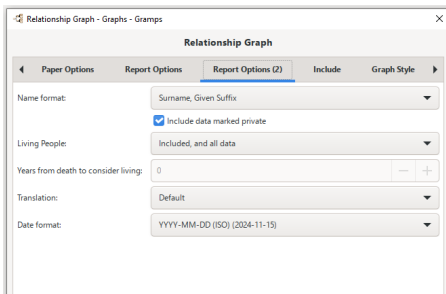 Relationship Graph - Graphs - Gramps
Relationship Graph
Paper Options Report Options Report Options (2) Include Graph Style
Name format: Surname, Given Suffix
Include data marked private
Living People: Included, and all data
Years from death to consider living: 0
Translation: Default
Date format: YYYY-MM-DD (ISO) (2024-11-15)